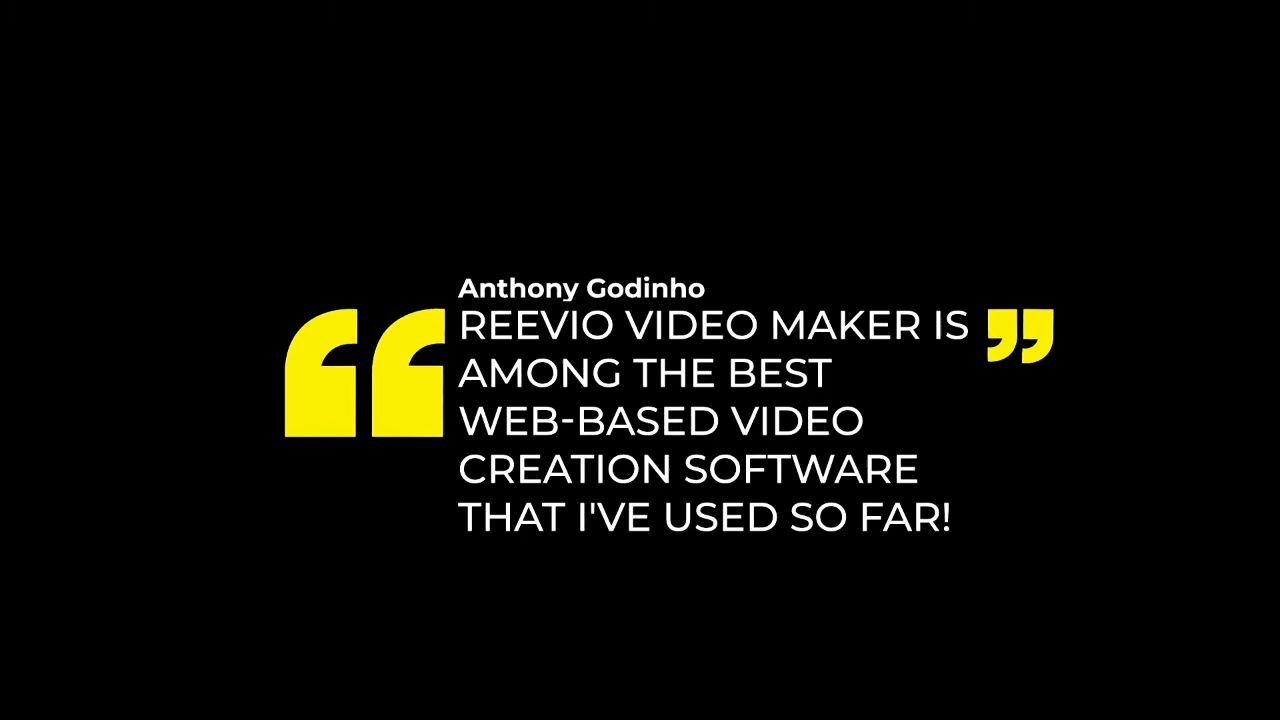 Anthony Godinho
“REEVIO VIDEO MAKER IS”
AMONG THE BEST
WEB-BASED VIDEO
CREATION SOFTWARE
THAT I'VE USED SO FAR!